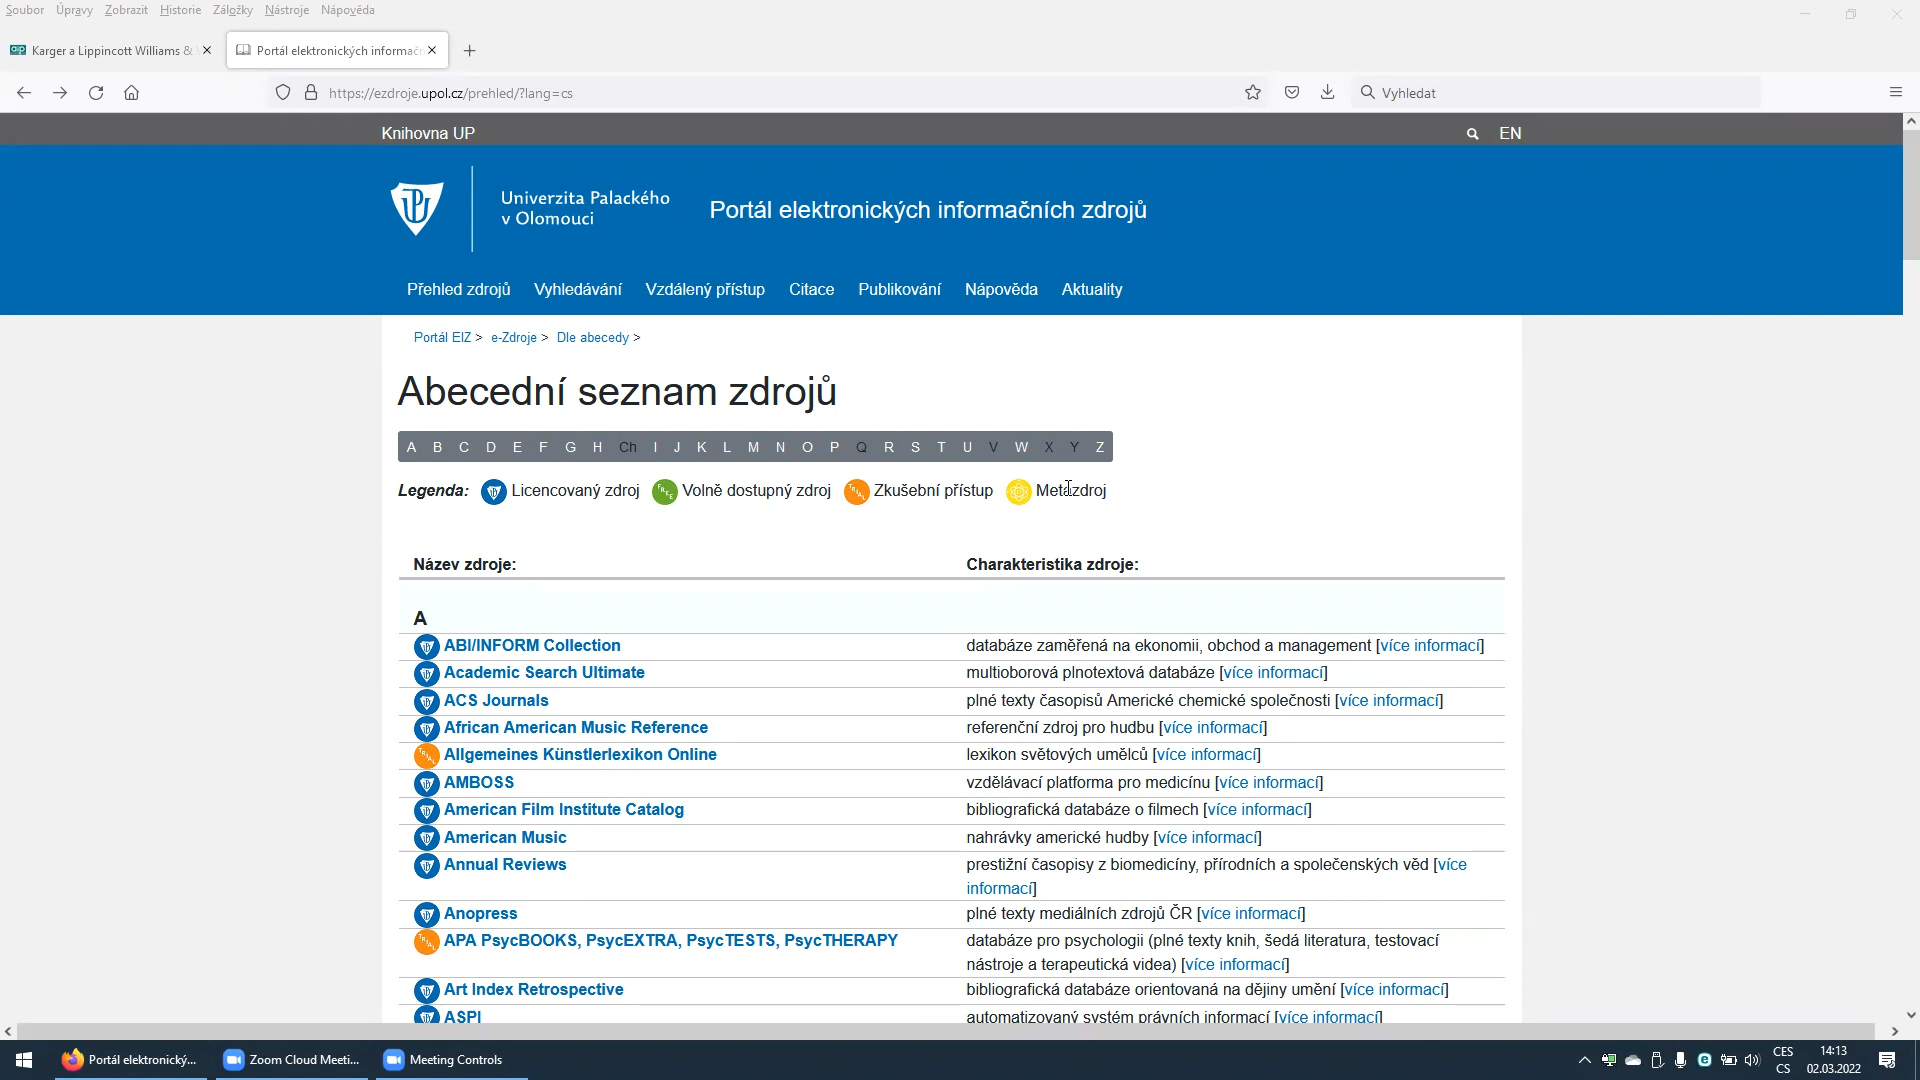 Soubor Úpravy Zobrazit Historie Záložky Nástroje Nápověda
Karger a Lippincott Williams &
Portál elektronických informač
https://ezdroje.upol.cz/prehled/?lang=cs
Vyhledat
Knihovna UP
EN
Univerzita Palackého
v Olomouci
Portál elektronických informačních zdrojů
Přehled zdrojů Vyhledávání Vzdálený přístup Citace Publikování Nápověda Aktuality
Portál EIZ > e-Zdroje > Dle abecedy >
Abecední seznam zdrojů
A B C D E F G H Ch I J K L M N O P Q R S T U V W X Y Z
Legenda: Licencovaný zdroj FREE Volně dostupný zdroj TRIAL Zkušební přístup Metazdroj
Název zdroje: Charakteristika zdroje:
A
ABI/INFORM Collection databáze zaměřená na ekonomii, obchod a management [více informací]
Academic Search Ultimate multioborová plnotextová databáze [více informací]
ACS Journals plné texty časopisů Americké chemické společnosti [více informací]
African American Music Reference referenční zdroj pro hudbu [více informací]
TRIAL Allgemeines Künstlerlexikon Online lexikon světových umělců [více informací]
AMBOSS vzdělávací platforma pro medicínu [více informací]
American Film Institute Catalog bibliografická databáze o filmech [více informací]
American Music nahrávky americké hudby [více informací]
Annual Reviews prestižní časopisy z biomedicíny, přírodních a společenských věd [více
informací]
Anopress plné texty mediálních zdrojů ČR [více informací]
TRIAL APA PsycBOOKS, PsycEXTRA, PsycTESTS, PsycTHERAPY databáze pro psychologii (plné texty knih, šedá literatura, testovací
nástroje a terapeutická videa) [více informací]
Art Index Retrospective bibliografická databáze orientovaná na dějiny umění [více informací]
ASPI automatizovaný systém právních informací [více informací]
Portál elektronický... Zoom Cloud Meeti... Meeting Controls
CES
CS
14:13
02.03.2022